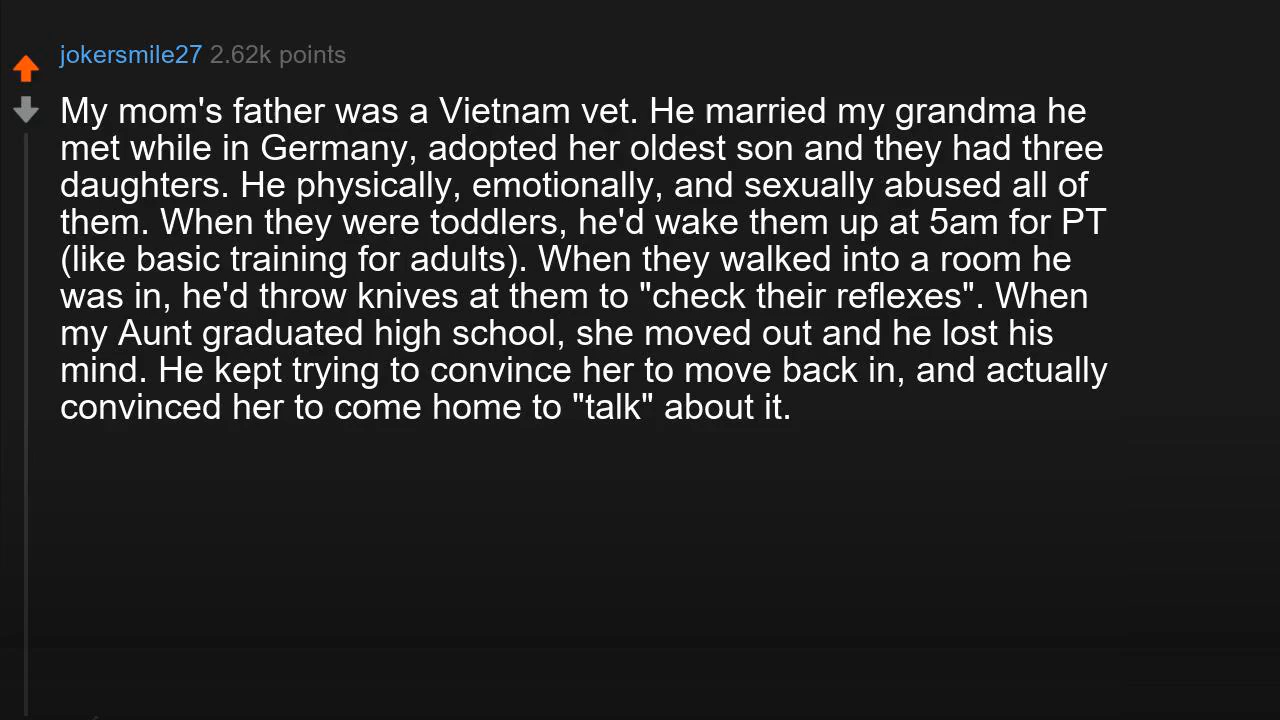 jokersmile27 2.62k points
My mom's father was a Vietnam vet. He married my grandma he
met while in Germany, adopted her oldest son and they had three
daughters. He physically, emotionally, and sexually abused all of
them. When they were toddlers, he'd wake them up at 5am for PT
(like basic training for adults). When they walked into a room he
was in, he'd throw knives at them to "check their reflexes". When
my Aunt graduated high school, she moved out and he lost his
mind. He kept trying to convince her to move back in, and actually
convinced her to come home to "talk" about it.